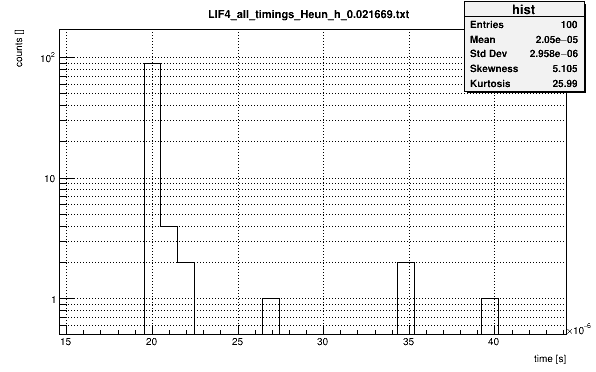 LIF4_all_timings_Heun_h_0.021669.txt
hist
Entries 100
Mean 2.05e−05
Std Dev 2.958e−06
Skewness 5.105
Kurtosis 25.99
counts []
10²
10
1
15 20 25 30 35 40
×10⁻⁶
time [s]